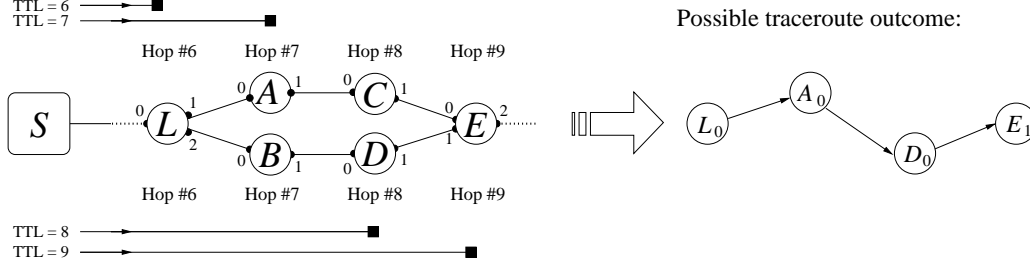 TTL = 6
TTL = 7
Possible traceroute outcome:
Hop #6 Hop #7 Hop #8 Hop #9
0 A 1 0 C 1
S 0 L 1 2 0 1 E 2
0 B 1 0 D 1
L0 A0 D0 E1
Hop #6 Hop #7 Hop #8 Hop #9
TTL = 8
TTL = 9